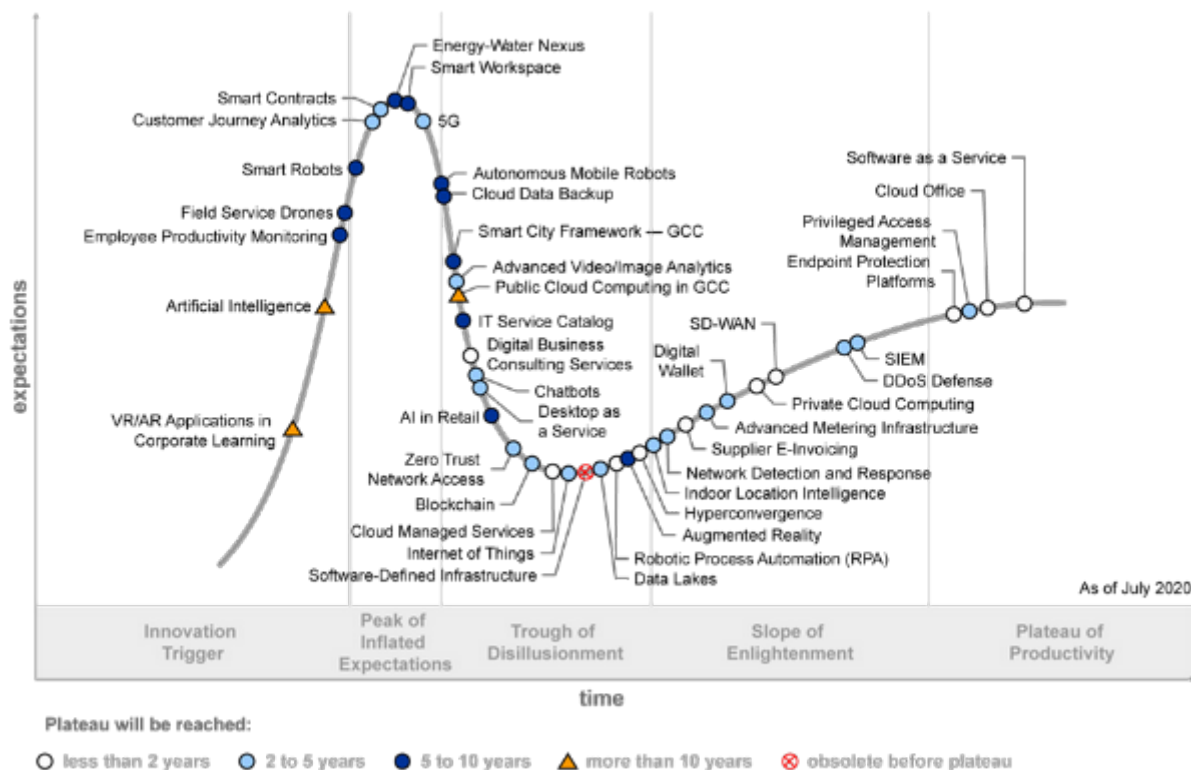 expectations
Energy-Water Nexus
Smart Workspace
Smart Contracts
Customer Journey Analytics
5G
Smart Robots
Autonomous Mobile Robots
Cloud Data Backup
Field Service Drones
Employee Productivity Monitoring
Smart City Framework — GCC
Advanced Video/Image Analytics
Public Cloud Computing in GCC
Artificial Intelligence
IT Service Catalog
Digital Business
Consulting Services
Chatbots
Desktop as
a Service
AI in Retail
VR/AR Applications in
Corporate Learning
Zero Trust
Network Access
Blockchain
Cloud Managed Services
Internet of Things
Software-Defined Infrastructure
Software as a Service
Cloud Office
Privileged Access
Management
Endpoint Protection
Platforms
SD-WAN
Digital
Wallet
SIEM
DDoS Defense
Private Cloud Computing
Advanced Metering Infrastructure
Supplier E-Invoicing
Network Detection and Response
Indoor Location Intelligence
Hyperconvergence
Augmented Reality
Robotic Process Automation (RPA)
Data Lakes
As of July 2020
Innovation
Trigger
Peak of
Inflated
Expectations
Trough of
Disillusionment
Slope of
Enlightenment
Plateau of
Productivity
time
Plateau will be reached:
less than 2 years
2 to 5 years
5 to 10 years
more than 10 years
obsolete before plateau